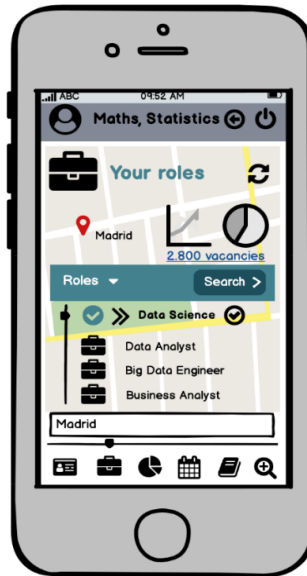 ABC 09:52 AM
Maths, Statistics
Your roles
Madrid
2.800 vacancies
Roles Search >
Data Science
Data Analyst
Big Data Engineer
Business Analyst
Madrid